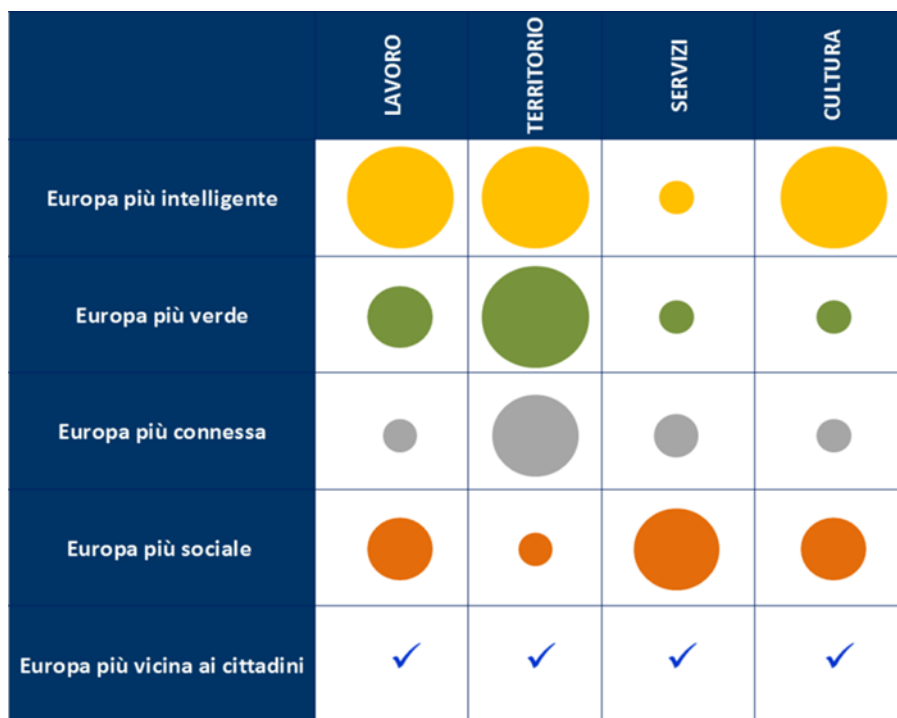 LAVORO
TERRITORIO
SERVIZI
CULTURA
Europa più intelligente
Europa più verde
Europa più connessa
Europa più sociale
Europa più vicina ai cittadini